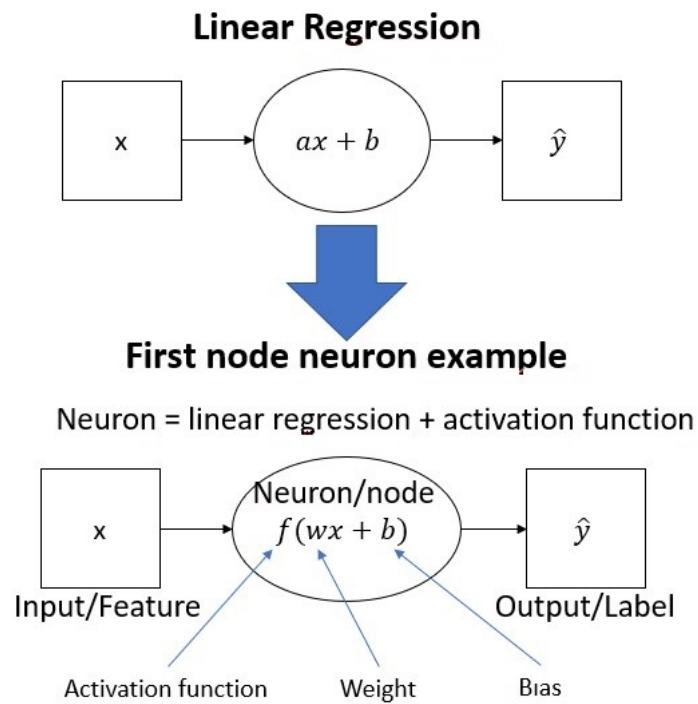 Linear Regression
x
ax + b
ŷ
First node neuron example
Neuron = linear regression + activation function
Neuron/node
x
f(wx + b)
ŷ
Input/Feature
Output/Label
Activation function
Weight
Bias